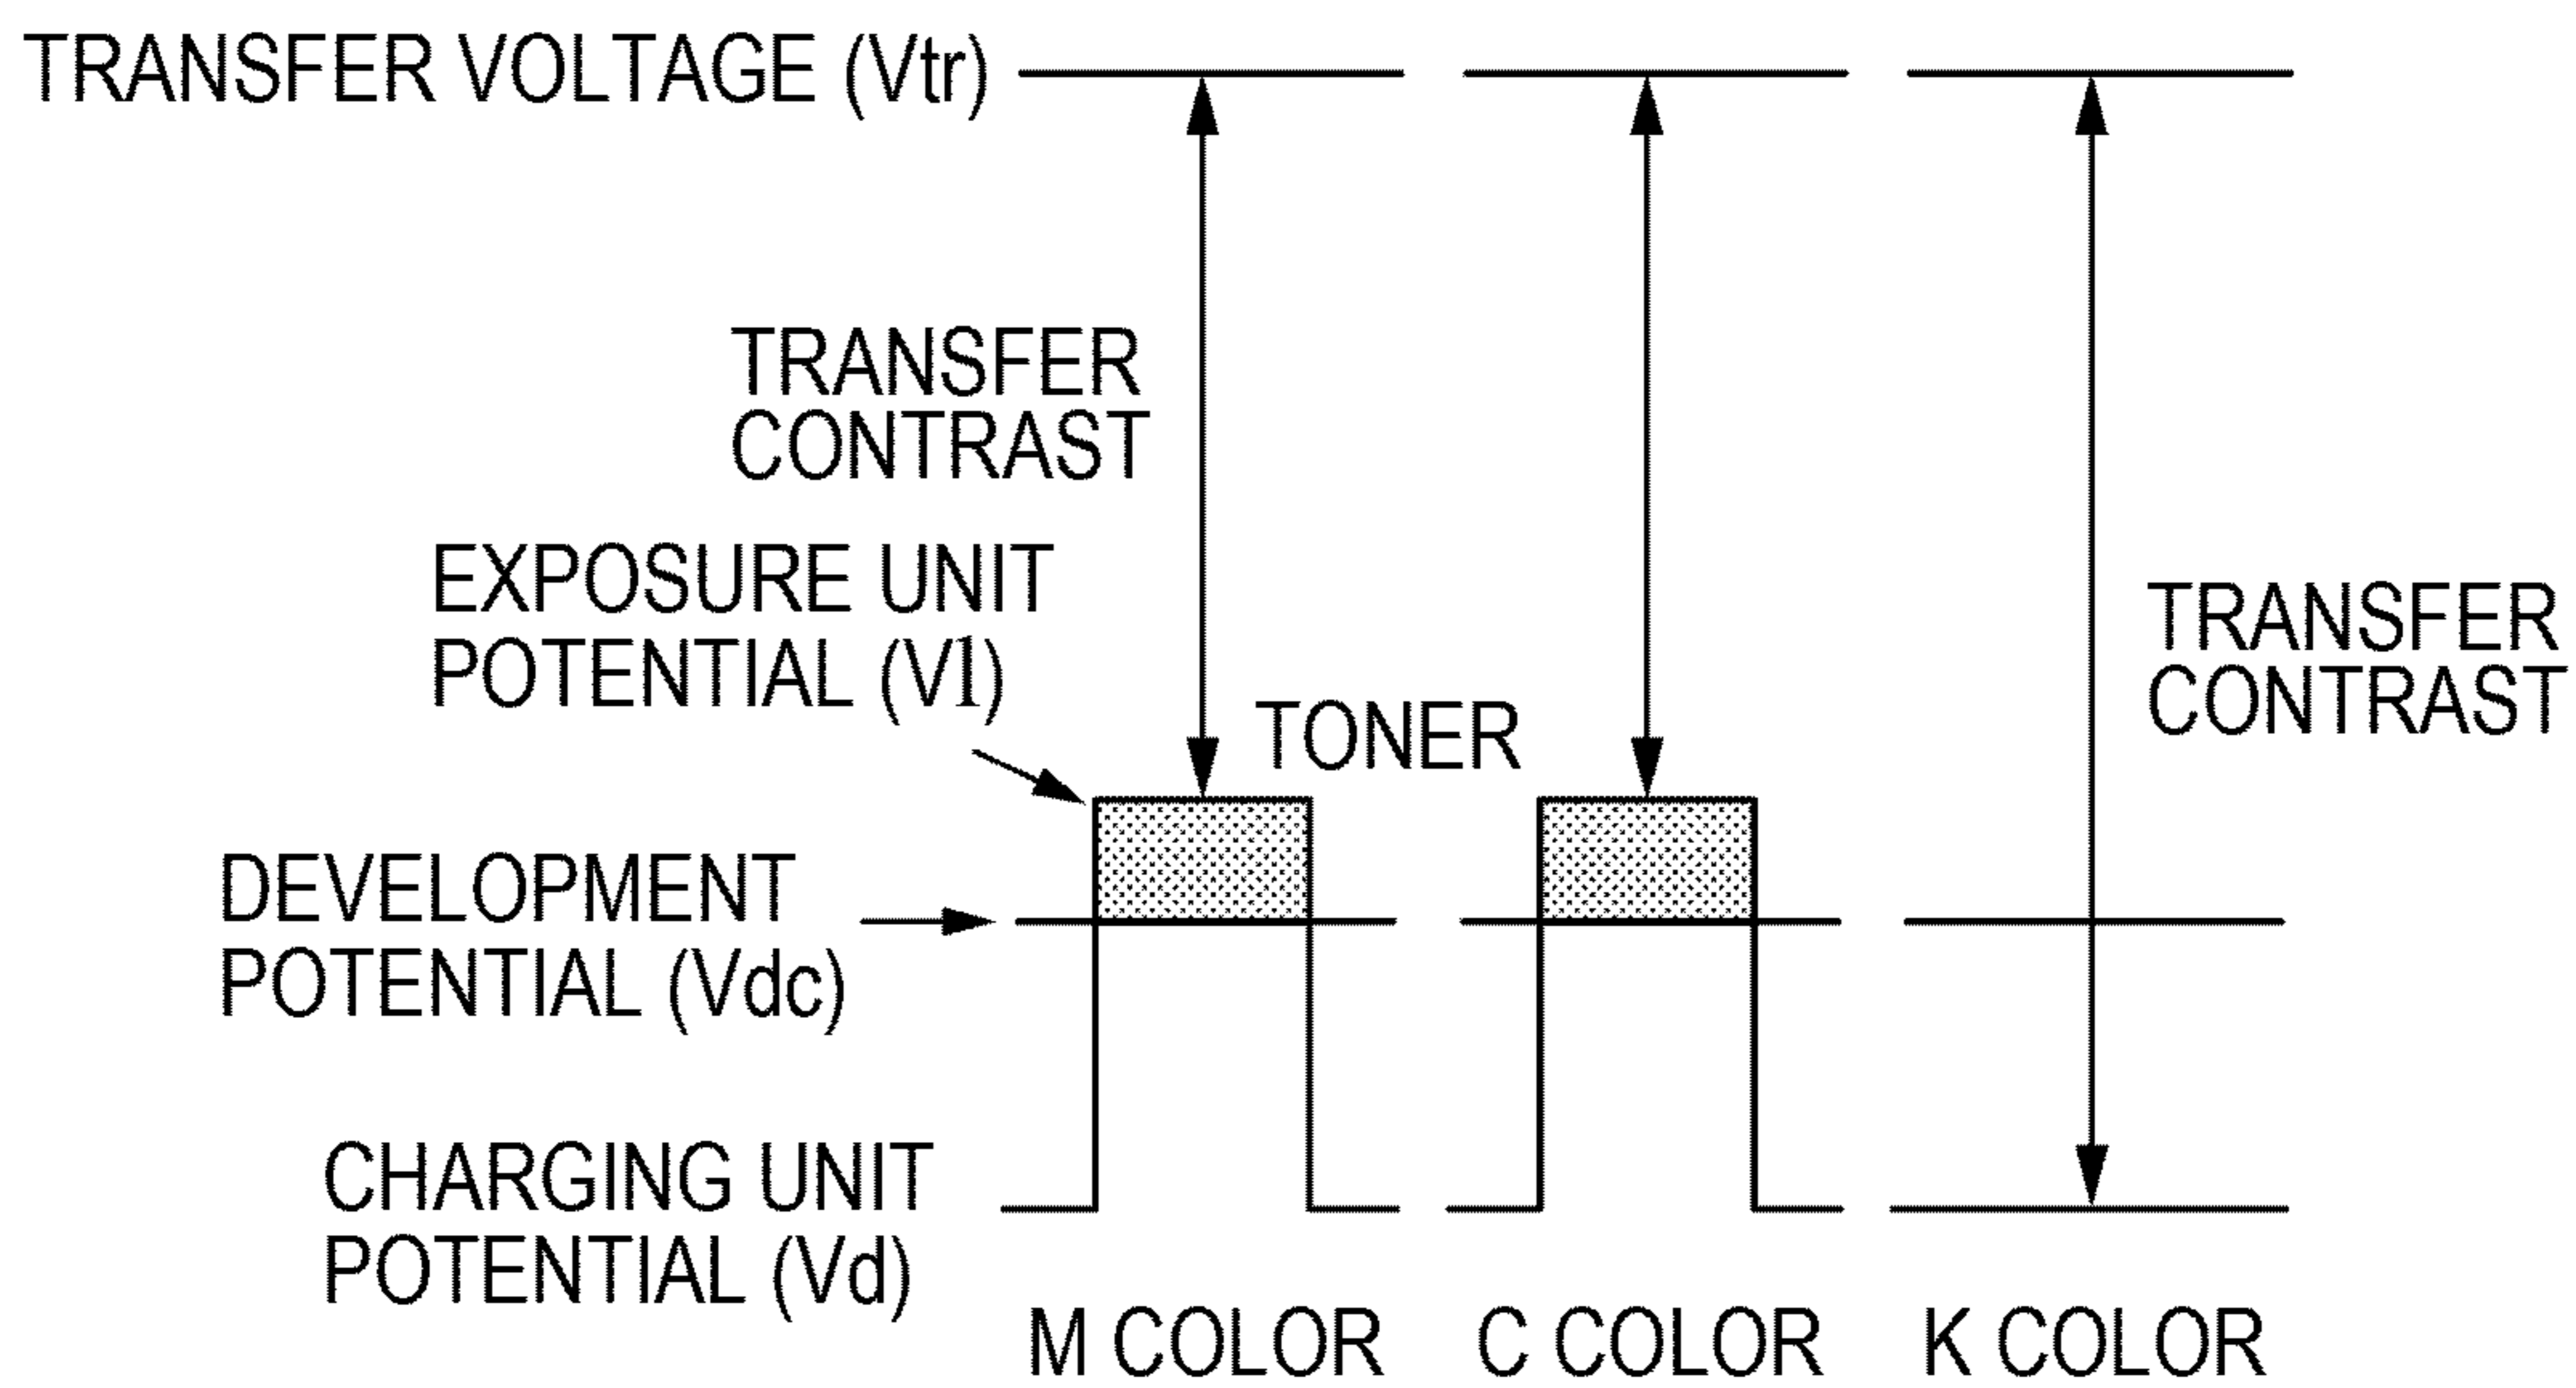 TRANSFER VOLTAGE (Vtr)
TRANSFER
CONTRAST
EXPOSURE UNIT
POTENTIAL (Vl)
TONER
TRANSFER
CONTRAST
DEVELOPMENT
POTENTIAL (Vdc)
CHARGING UNIT
POTENTIAL (Vd)
M COLOR
C COLOR
K COLOR